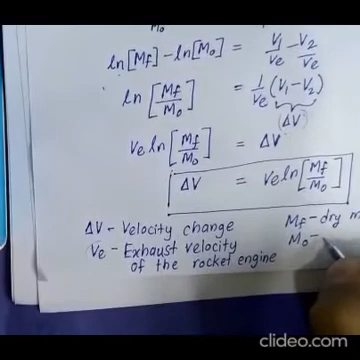 M₀
ln[Mf] - ln[M₀] = V₁/Ve - V₂/Ve
ln[Mf/M₀] = 1/Ve (V₁ - V₂)
ΔV
Ve ln[Mf/M₀] = ΔV
ΔV = Ve ln[Mf/M₀]
ΔV - Velocity change
Ve - Exhaust velocity
of the rocket engine
Mf - dry m
M₀ -
clideo.com